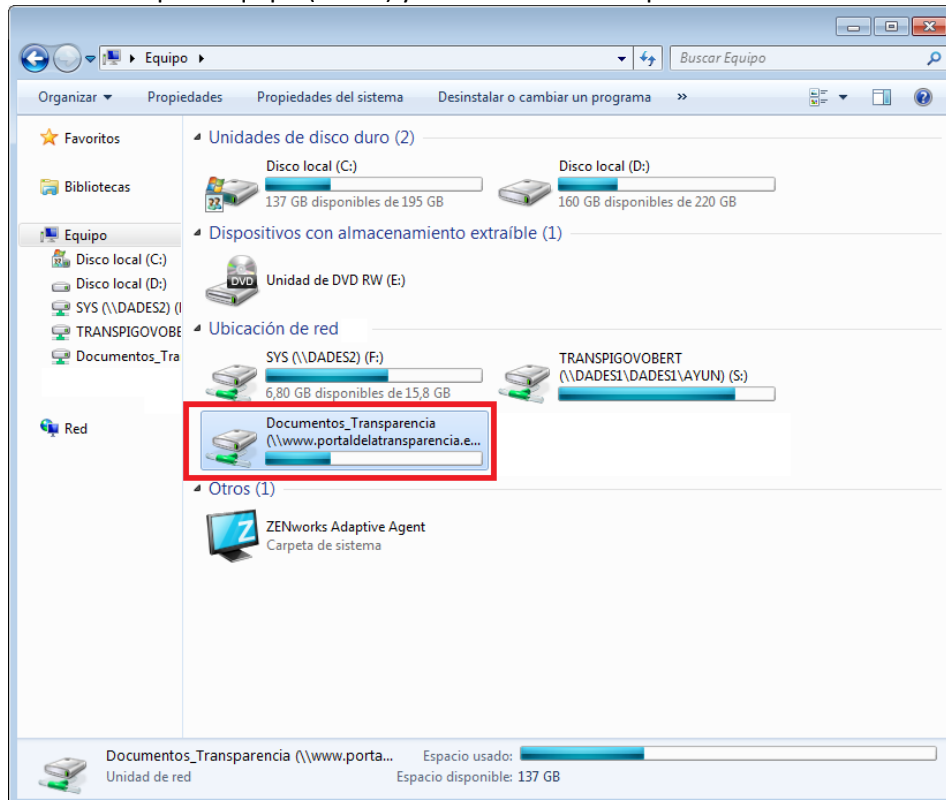 Equipo
Buscar Equipo
Organizar
Propiedades
Propiedades del sistema
Desinstalar o cambiar un programa
»
Favoritos
Bibliotecas
Equipo
Disco local (C:)
Disco local (D:)
SYS (\\DADES2) (
TRANSPIGOVOBE
Documentos_Tra
Red
Unidades de disco duro (2)
Disco local (C:)
137 GB disponibles de 195 GB
Disco local (D:)
160 GB disponibles de 220 GB
Dispositivos con almacenamiento extraíble (1)
DVD
Unidad de DVD RW (E:)
Ubicación de red
SYS (\\DADES2) (F:)
6,80 GB disponibles de 15,8 GB
TRANSPIGOVOBERT
(\\DADES1\DADES1\AYUN) (S:)
Documentos_Transparencia
(\\www.portaldelatransparencia.e...
Otros (1)
Z
ZENworks Adaptive Agent
Carpeta de sistema
Documentos_Transparencia (\\www.porta...
Espacio usado:
Unidad de red
Espacio disponible: 137 GB